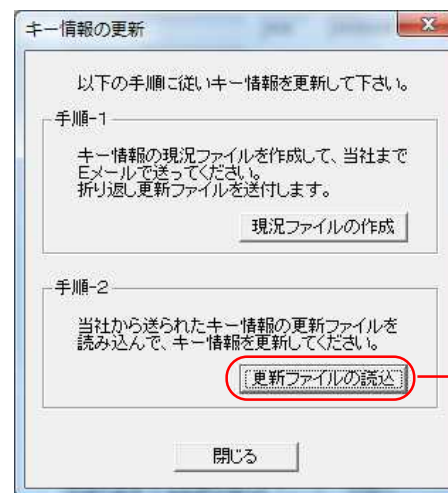 キー情報の更新
以下の手順に従いキー情報を更新して下さい。
手順-1
キー情報の現況ファイルを作成して、当社まで
Eメールで送ってください。
折り返し更新ファイルを送付します。
現況ファイルの作成
手順-2
当社から送られたキー情報の更新ファイルを
読み込んで、キー情報を更新してください。
更新ファイルの読込
閉じる